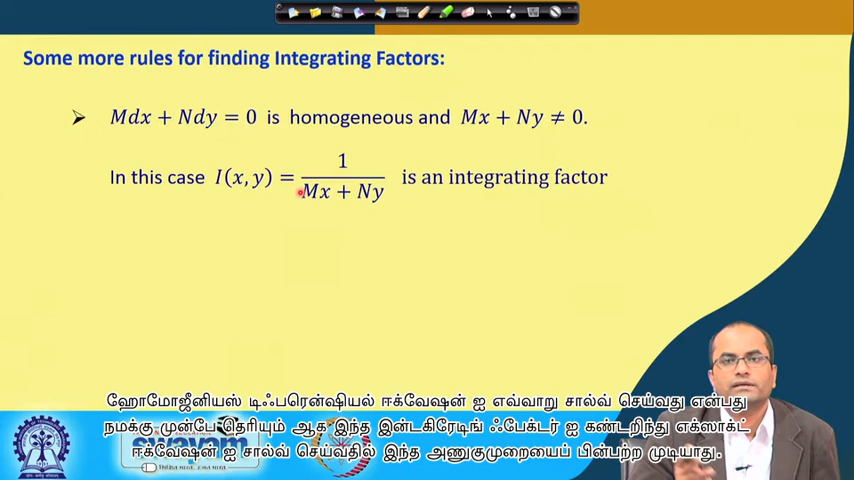 Some more rules for finding Integrating Factors:
➤ Mdx + Ndy = 0 is homogeneous and Mx + Ny ≠ 0.
In this case I(x, y) = 1 / (Mx + Ny) is an integrating factor
ஹோமோஜீனியஸ் டிஃபரென்ஷியல் ஈக்வேஷன் ஐ எவ்வாறு சால்வ் செய்வது என்பது
நமக்கு முன்பே தெரியும் ஆக இந்த இன்டகிரேடிங் ஃபேக்டர் ஐ கண்டறிந்து எக்ஸாக்ட்
ஈக்வேஷன் ஐ சால்வ் செய்வதில் இந்த அணுகுமுறையைப் பின்பற்ற முடியாது.
swayam